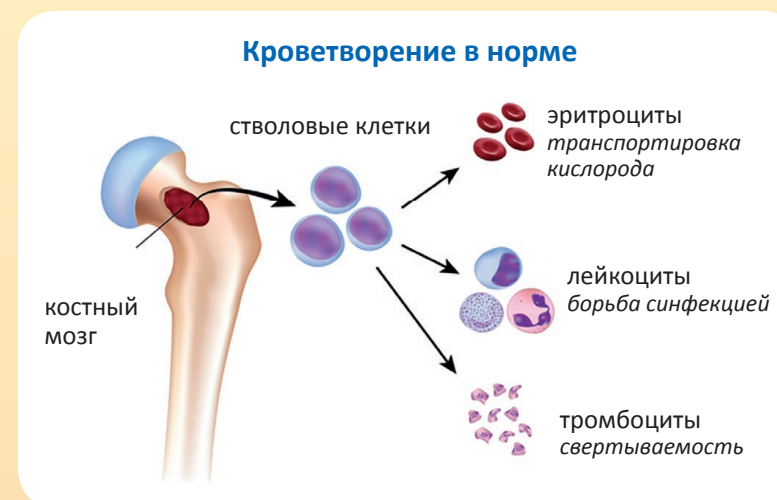 Кроветворение в норме
стволовые клетки
эритроциты
транспортировка
кислорода
лейкоциты
борьба синфекцией
костный
мозг
тромбоциты
свертываемость